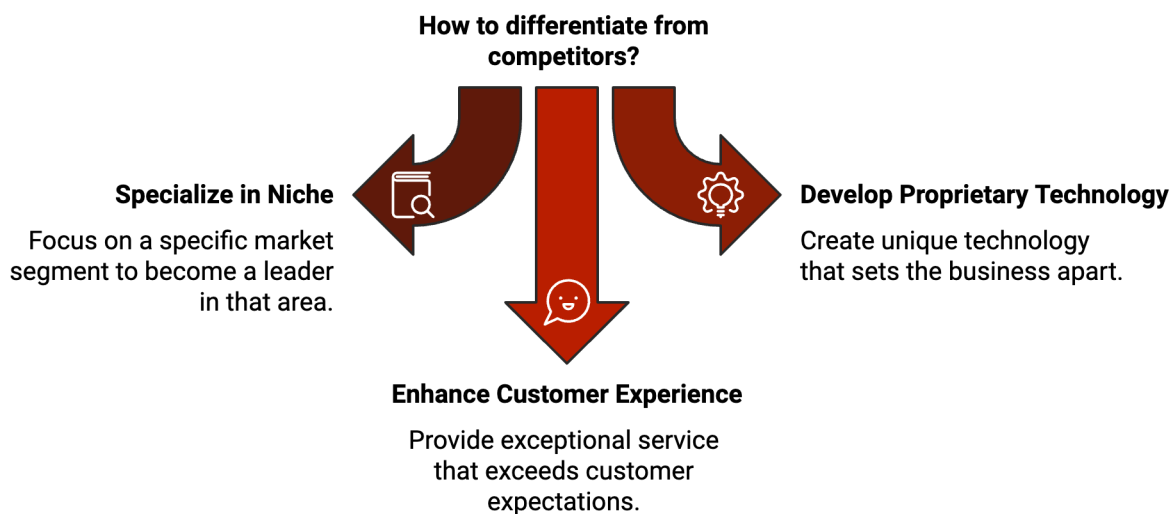 How to differentiate from
competitors?
Specialize in Niche
Focus on a specific market
segment to become a leader
in that area.
Develop Proprietary Technology
Create unique technology
that sets the business apart.
Enhance Customer Experience
Provide exceptional service
that exceeds customer
expectations.